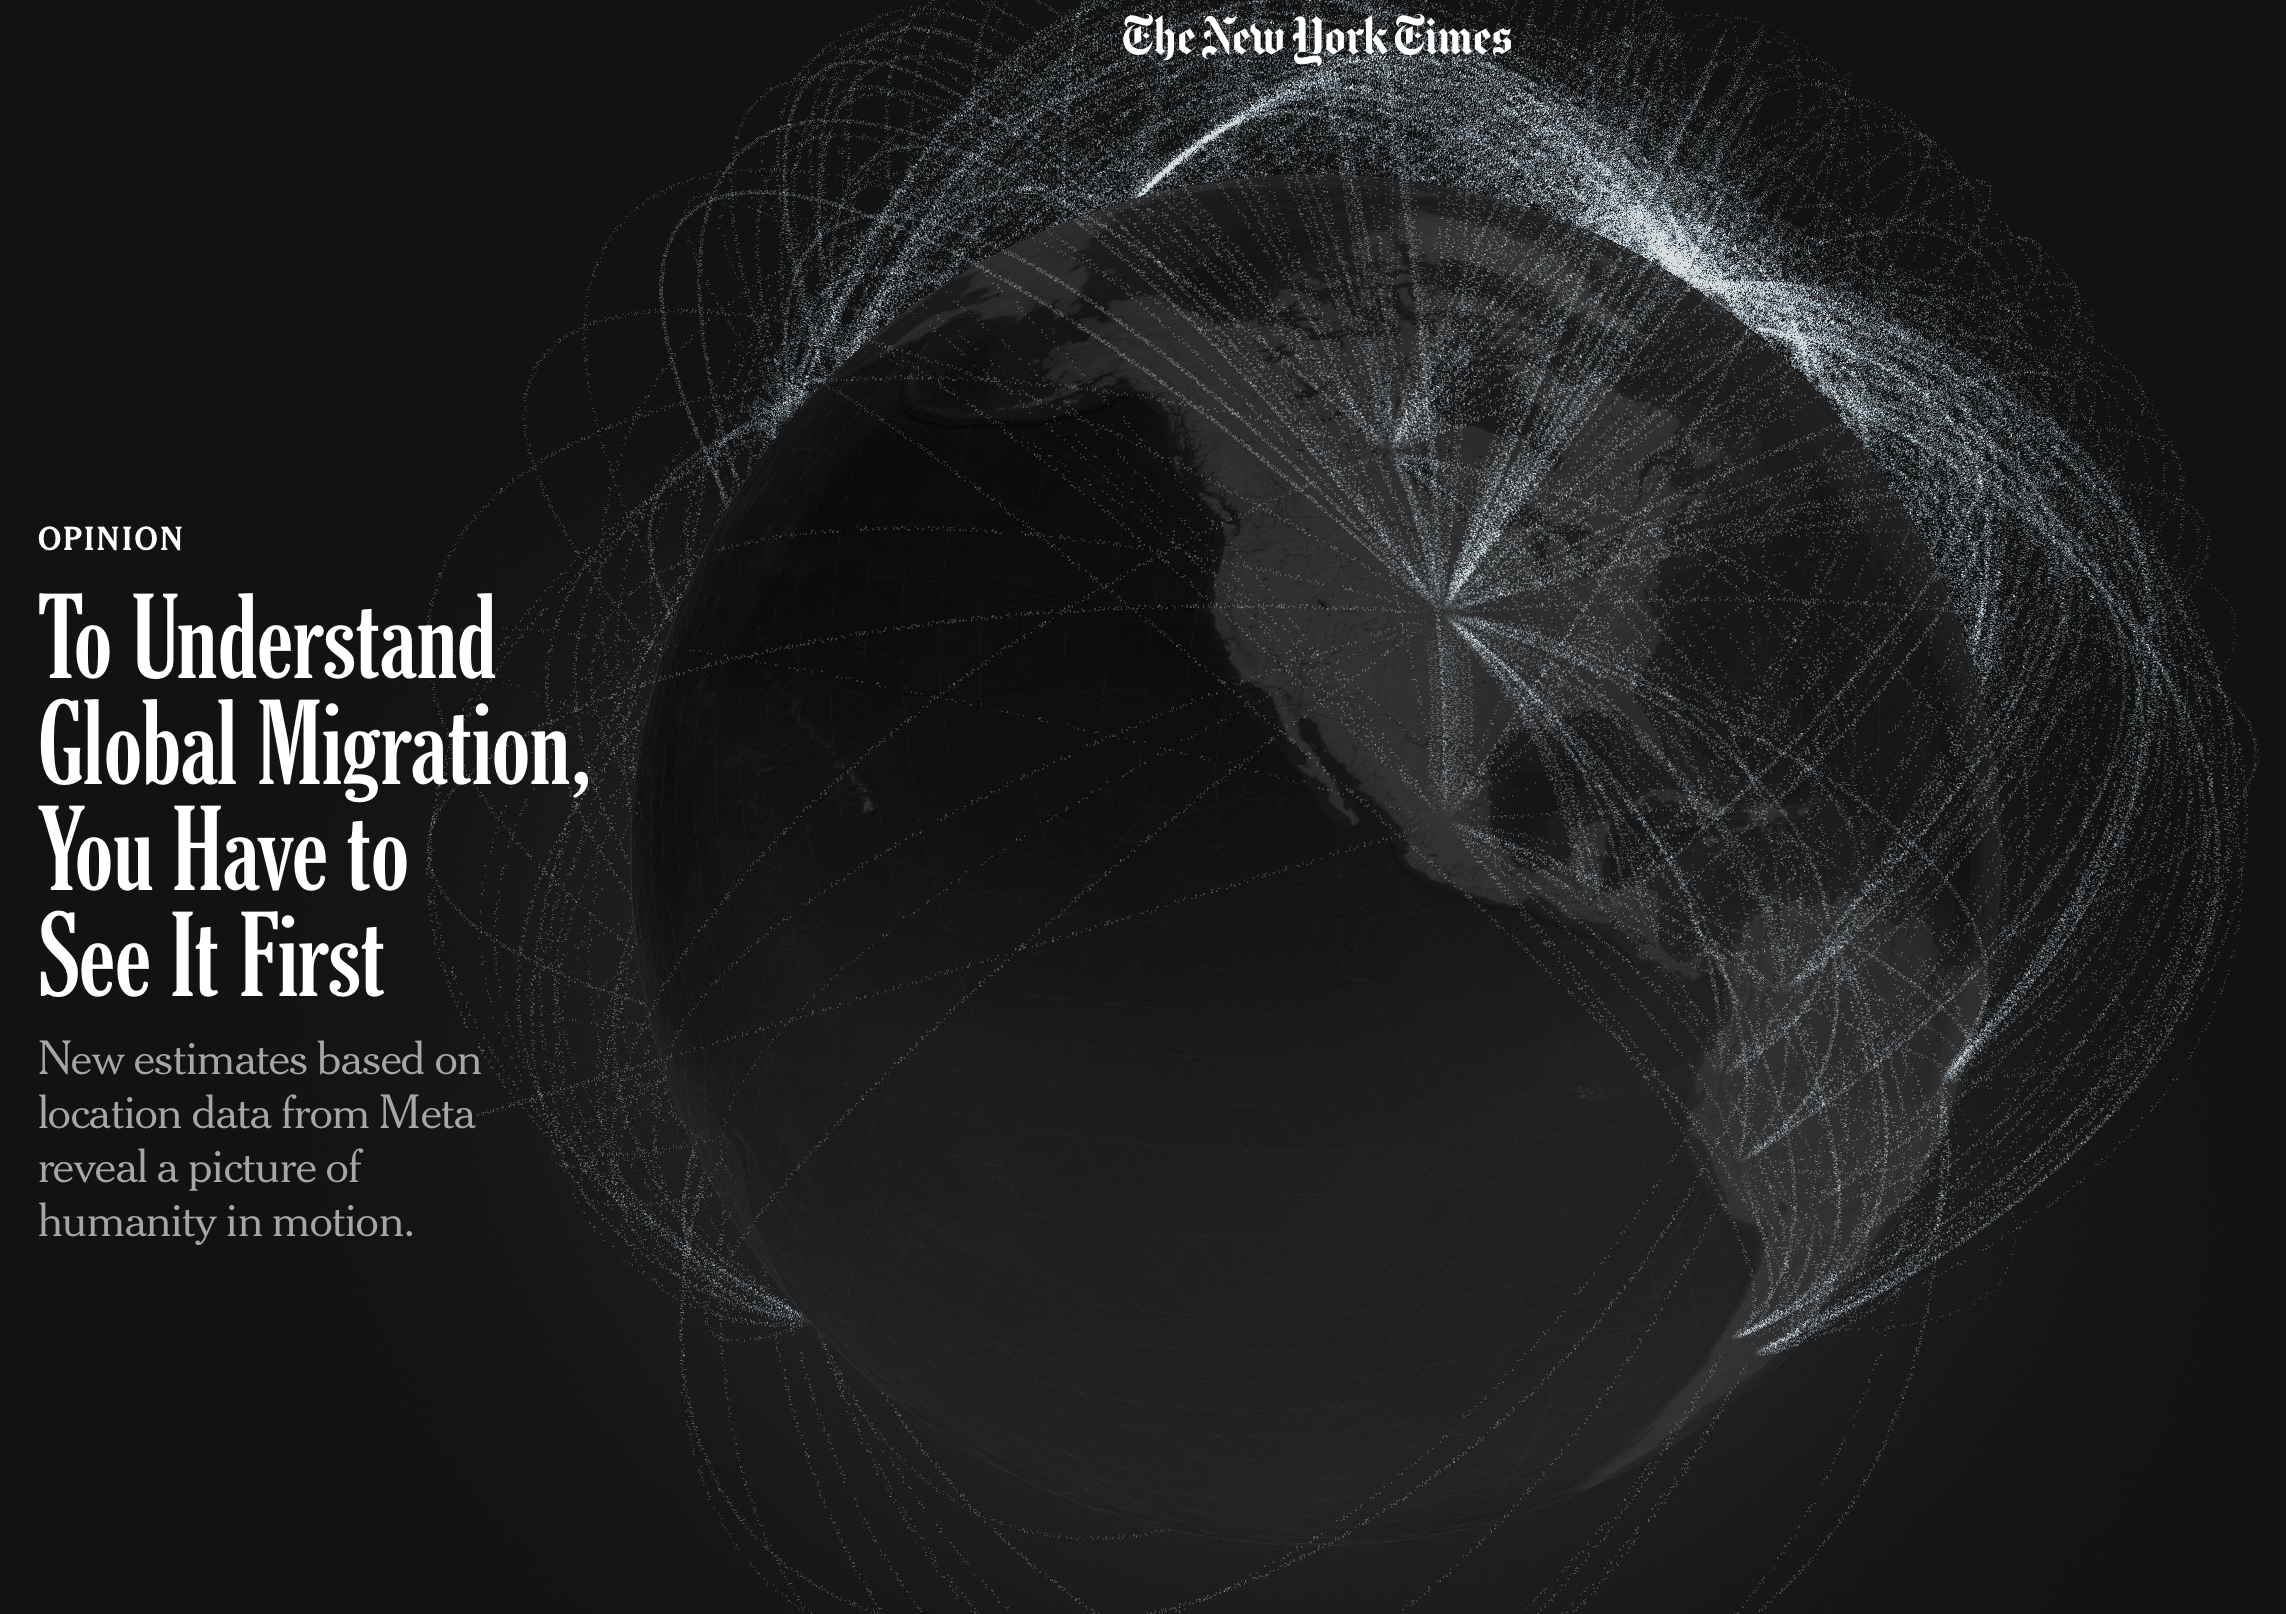 The New York Times
OPINION
To Understand
Global Migration,
You Have to
See It First
New estimates based on
location data from Meta
reveal a picture of
humanity in motion.